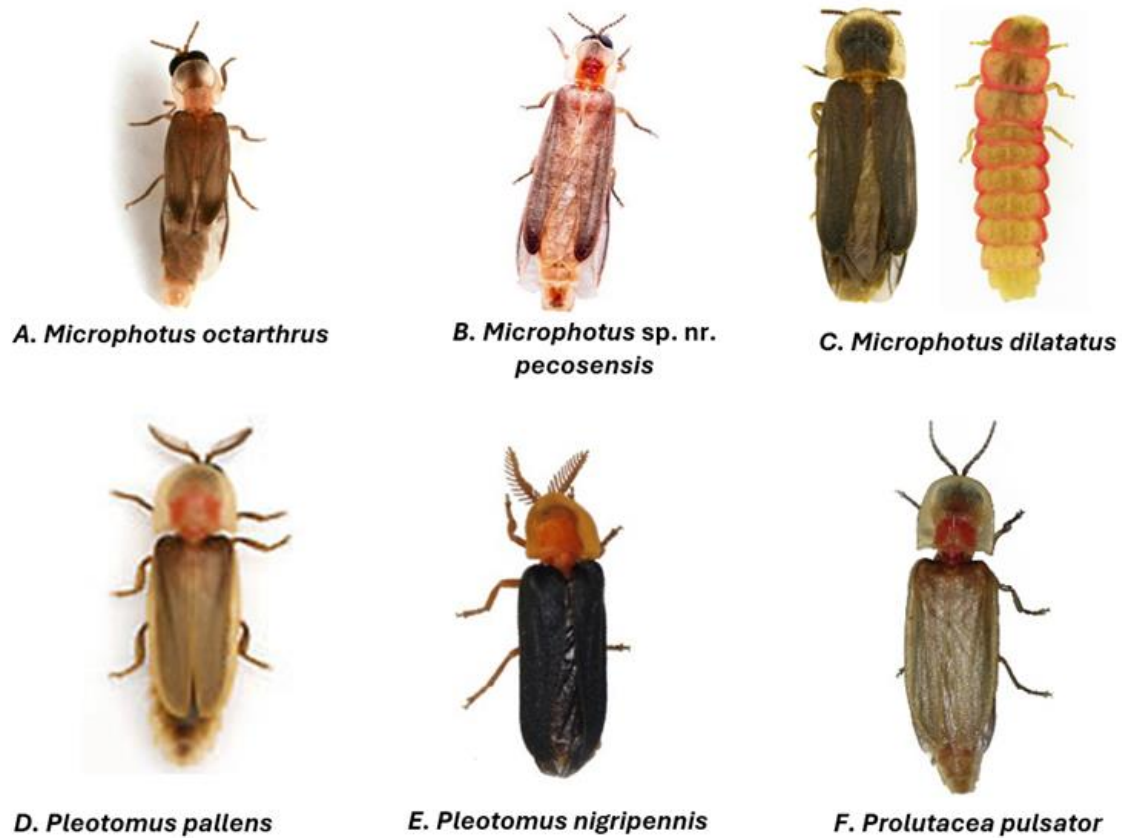 A. Microphotus octarthrus
B. Microphotus sp. nr.
pecosensis
C. Microphotus dilatatus
D. Pleotomus pallens
E. Pleotomus nigripennis
F. Prolutacea pulsator